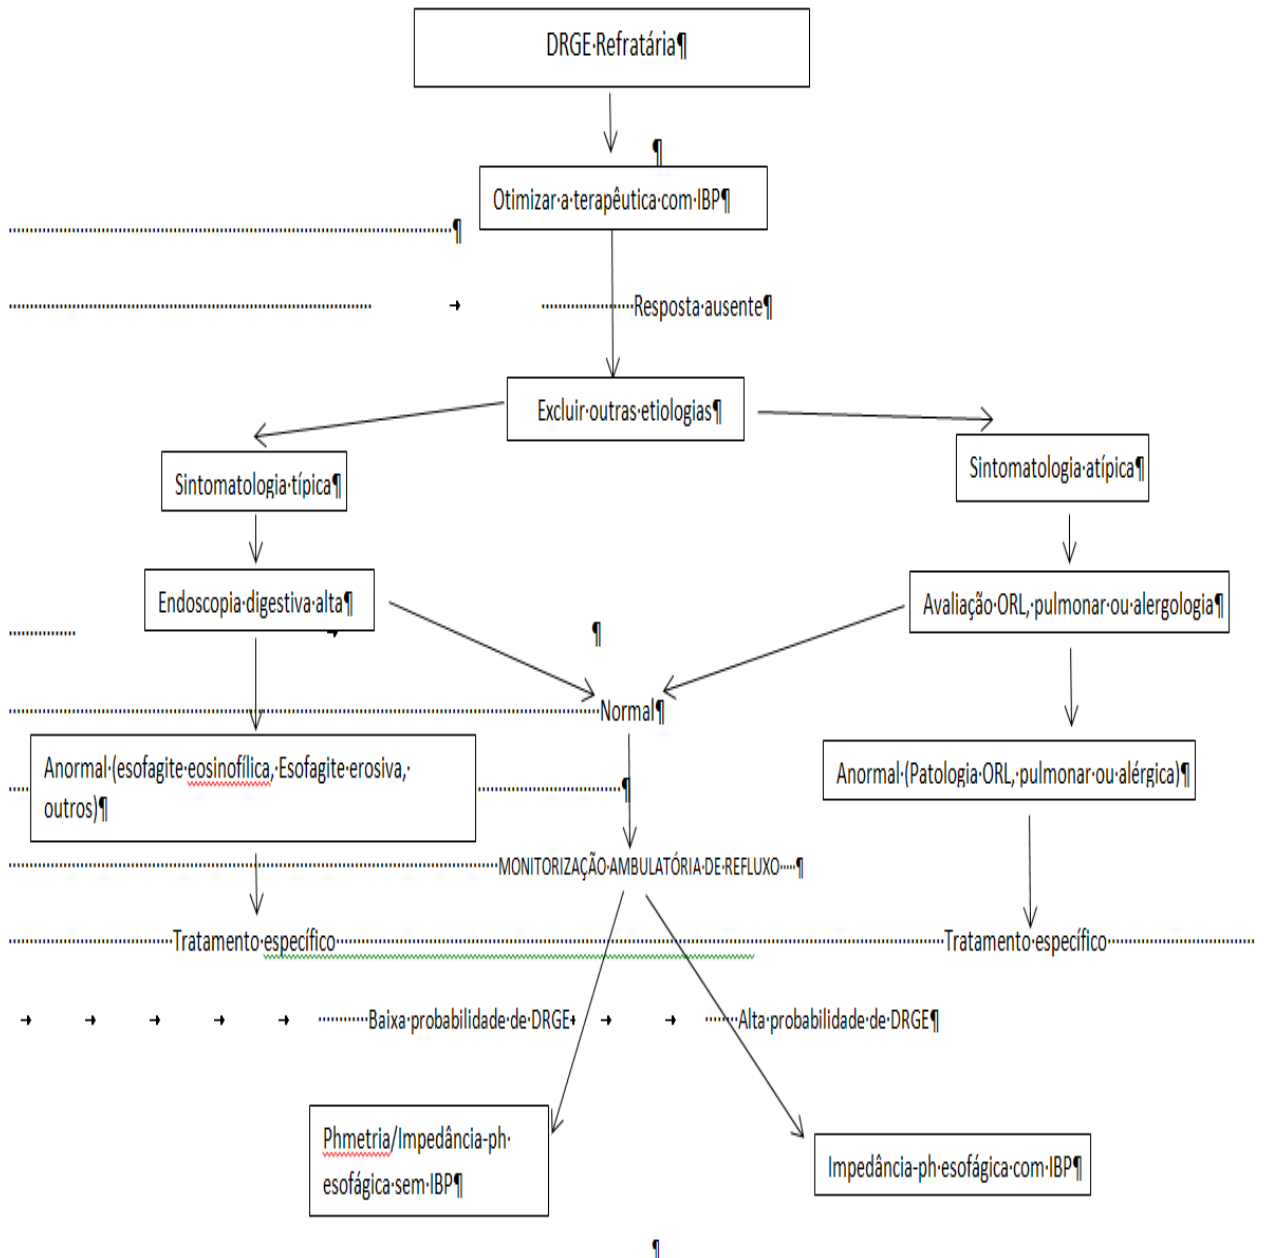 DRGE Refratária
Otimizar a terapêutica com IBP
Resposta ausente
Excluir outras etiologias
Sintomatologia típica
Sintomatologia atípica
Endoscopia digestiva alta
Avaliação ORL, pulmonar ou alergologia
Normal
Anormal (esofagite eosinofílica, Esofagite erosiva,
outros)
Anormal (Patologia ORL, pulmonar ou alérgica)
MONITORIZAÇÃO AMBULATÓRIA DE REFLUXO
Tratamento específico
Tratamento específico
Baixa probabilidade de DRGE
Alta probabilidade de DRGE
Phmetria/Impedância-ph
esofágica sem IBP
Impedância-ph esofágica com IBP